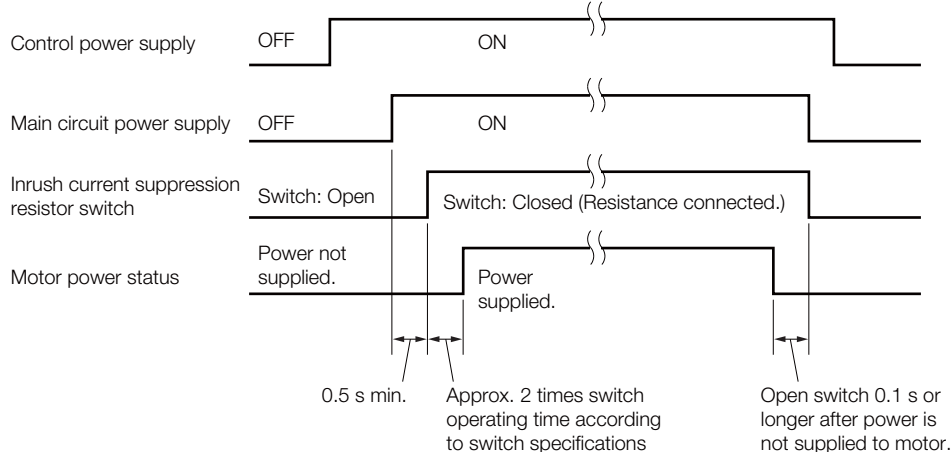 Control power supply OFF ON
Main circuit power supply OFF ON
Inrush current suppression
resistor switch
Switch: Open Switch: Closed (Resistance connected.)
Motor power status
Power not
supplied.
Power
supplied.
0.5 s min.
Approx. 2 times switch
operating time according
to switch specifications
Open switch 0.1 s or
longer after power is
not supplied to motor.